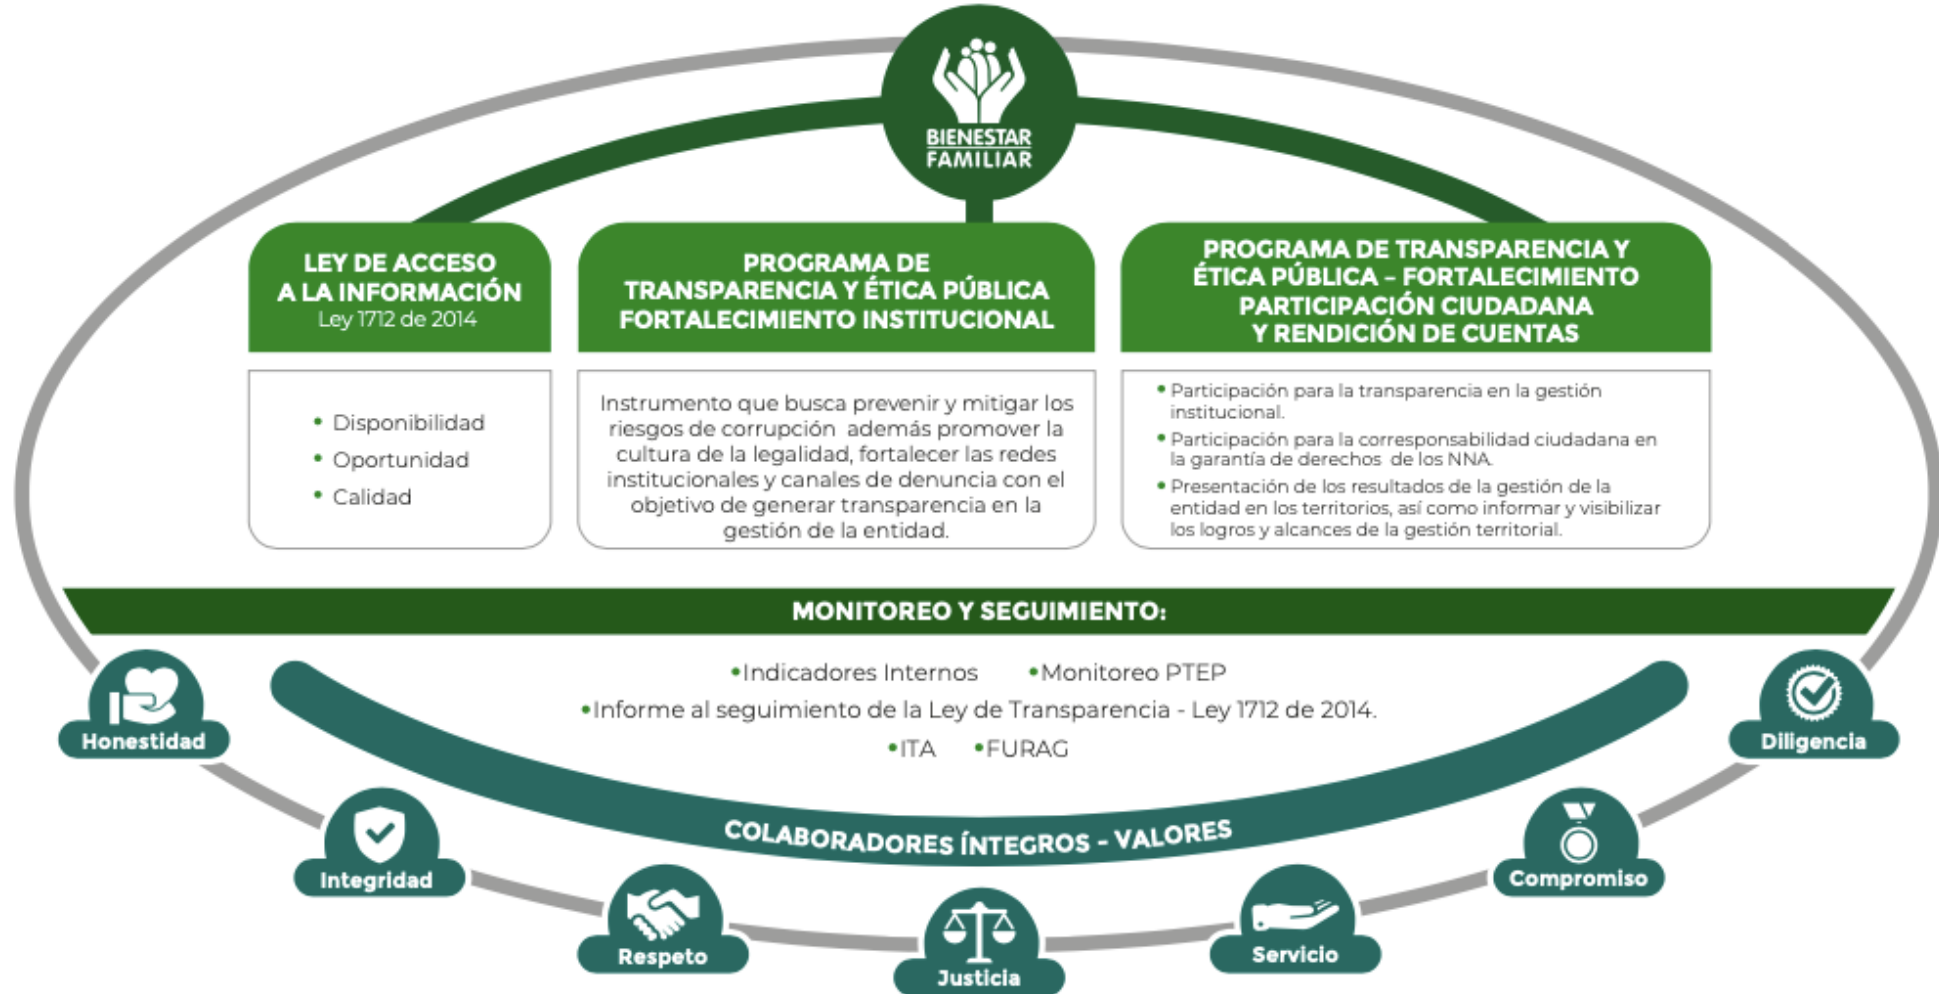 BIENESTAR
FAMILIAR
LEY DE ACCESO
A LA INFORMACIÓN
Ley 1712 de 2014
• Disponibilidad
• Oportunidad
• Calidad
PROGRAMA DE
TRANSPARENCIA Y ÉTICA PÚBLICA
FORTALECIMIENTO INSTITUCIONAL
Instrumento que busca prevenir y mitigar los
riesgos de corrupción además promover la
cultura de la legalidad, fortalecer las redes
institucionales y canales de denuncia con el
objetivo de generar transparencia en la
gestión de la entidad.
PROGRAMA DE TRANSPARENCIA Y
ÉTICA PÚBLICA – FORTALECIMIENTO
PARTICIPACIÓN CIUDADANA
Y RENDICIÓN DE CUENTAS
• Participación para la transparencia en la gestión
institucional.
• Participación para la corresponsabilidad ciudadana en
la garantía de derechos de los NNA.
• Presentación de los resultados de la gestión de la
entidad en los territorios, así como informar y visibilizar
los logros y alcances de la gestión territorial.
MONITOREO Y SEGUIMIENTO:
•Indicadores Internos •Monitoreo PTEP
•Informe al seguimiento de la Ley de Transparencia - Ley 1712 de 2014.
•ITA •FURAG
COLABORADORES ÍNTEGROS - VALORES
Honestidad
Integridad
Respeto
Justicia
Servicio
Compromiso
Diligencia